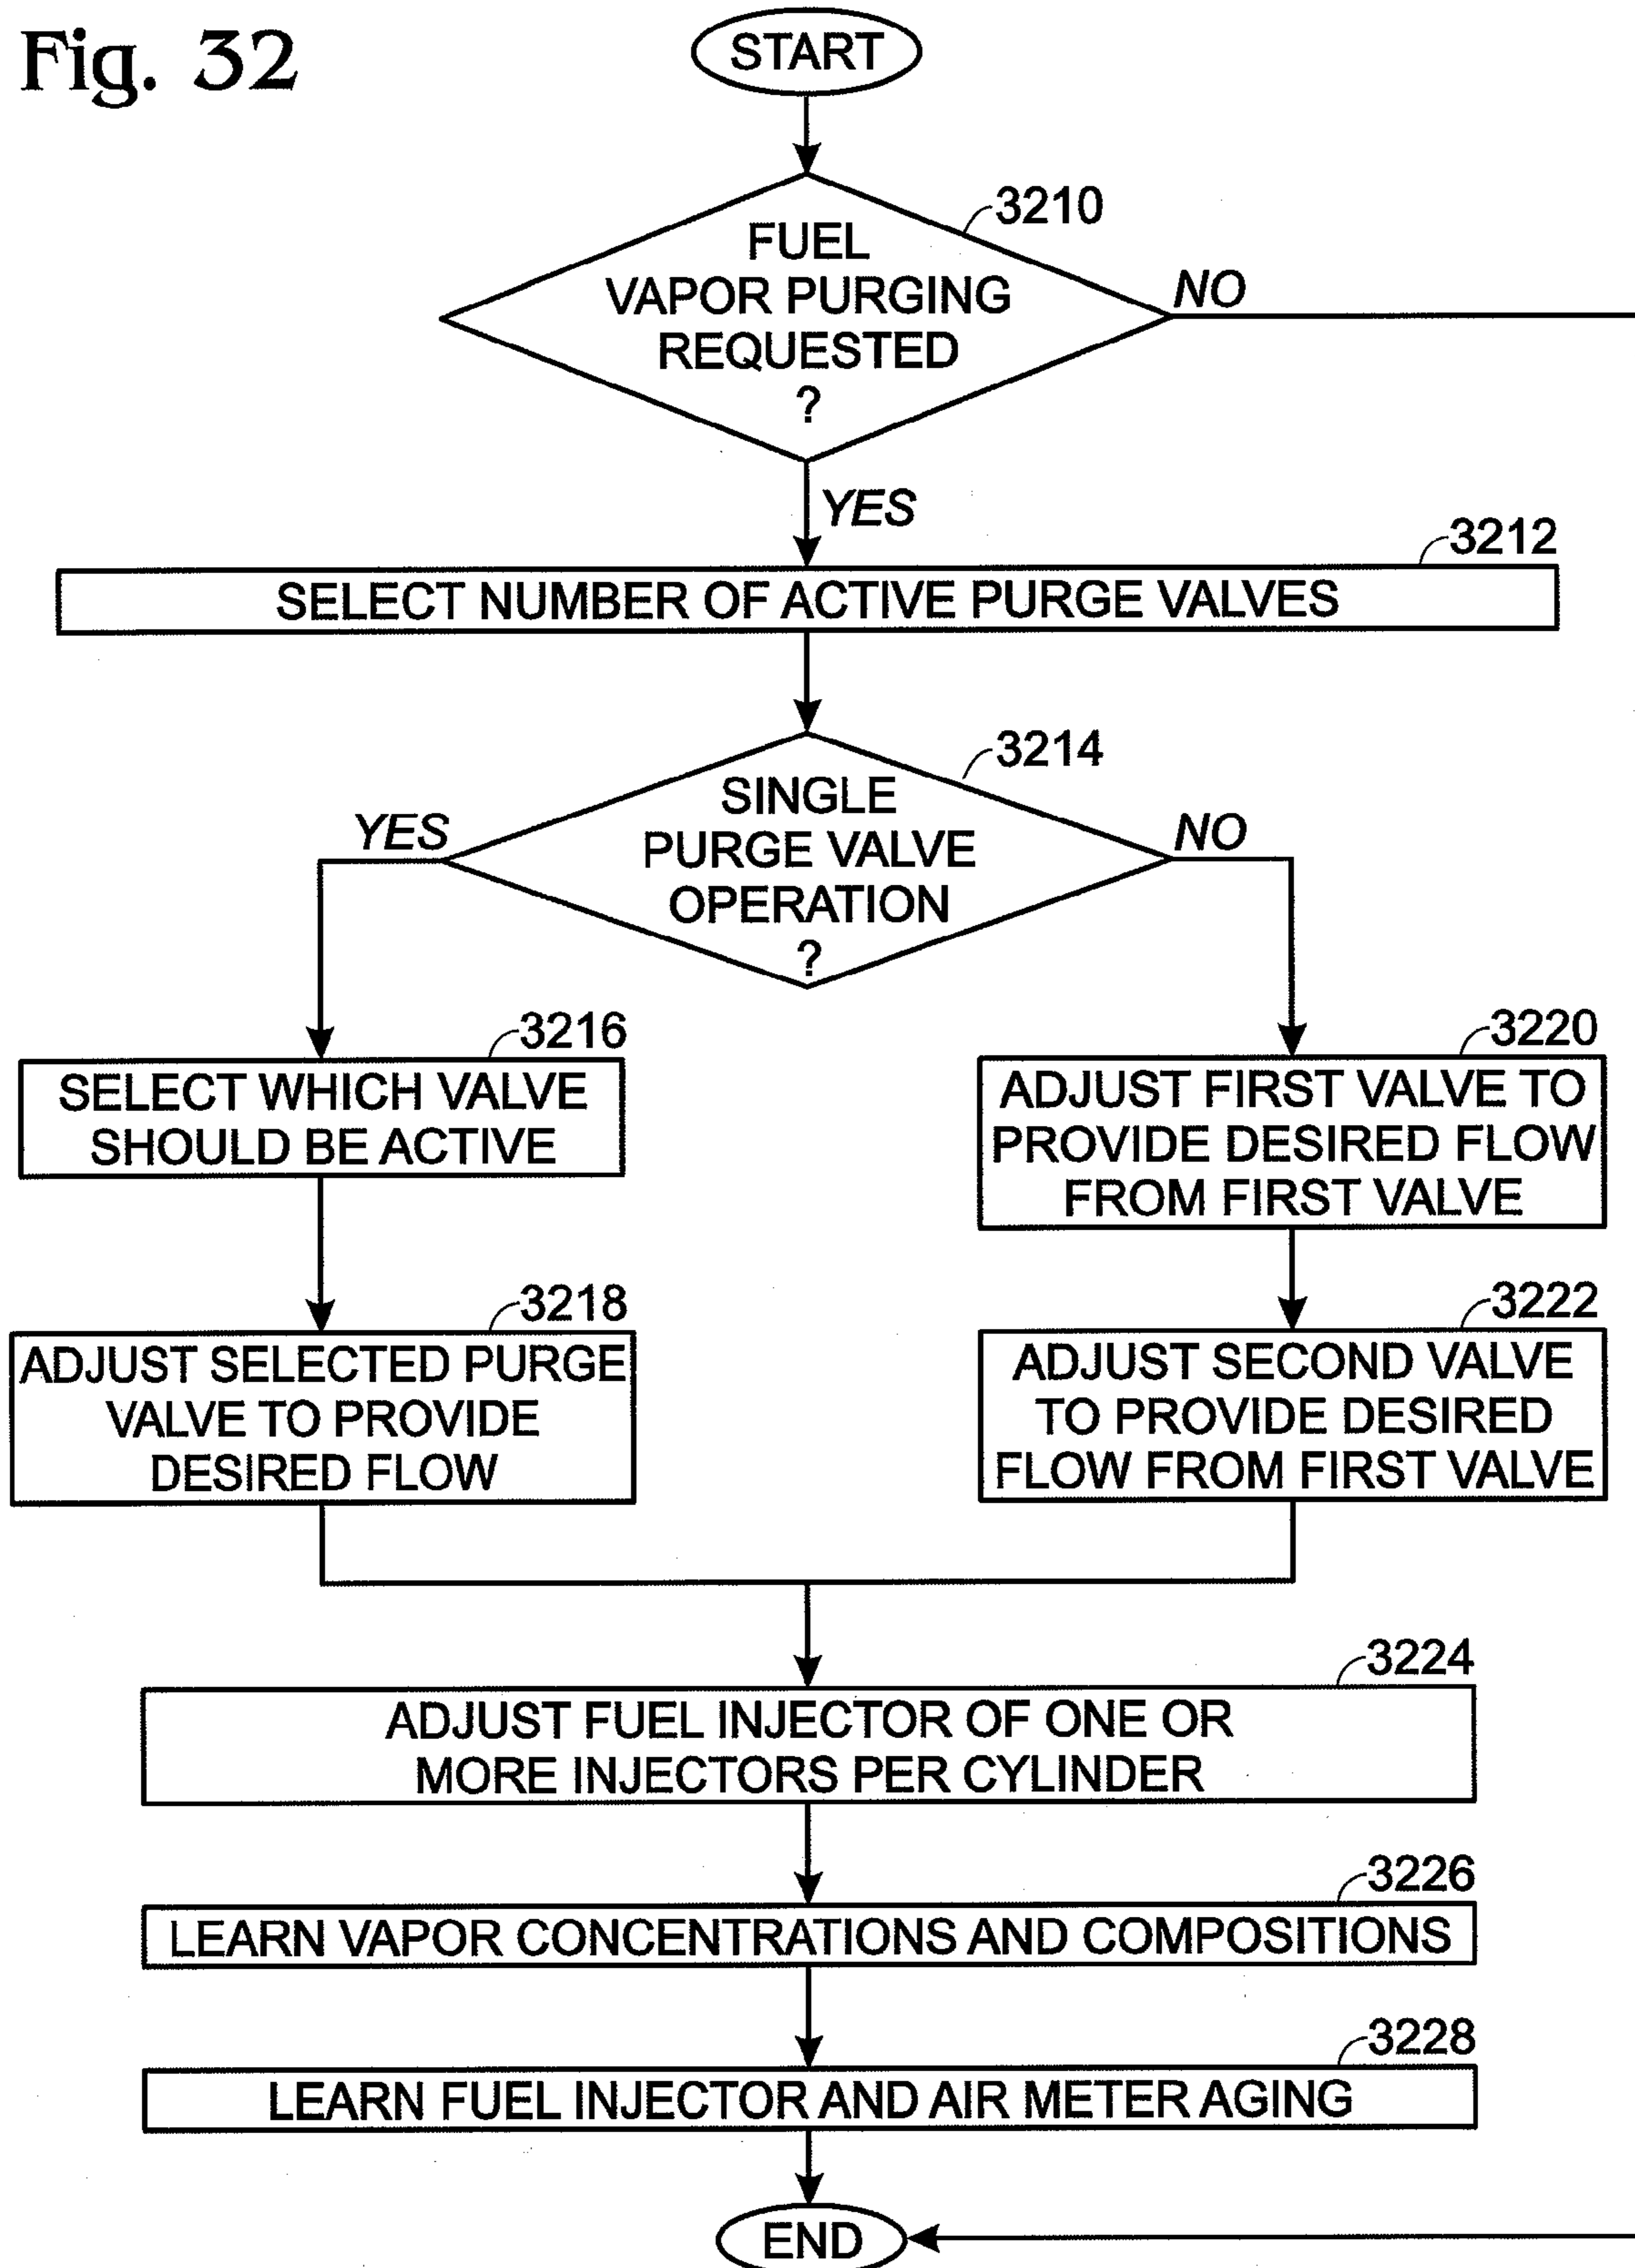 Fig. 32
START
3210
FUEL
VAPOR PURGING
REQUESTED
?
NO
YES
3212
SELECT NUMBER OF ACTIVE PURGE VALVES
3214
SINGLE
PURGE VALVE
OPERATION
?
YES
NO
3216
SELECT WHICH VALVE
SHOULD BE ACTIVE
3218
ADJUST SELECTED PURGE
VALVE TO PROVIDE
DESIRED FLOW
3220
ADJUST FIRST VALVE TO
PROVIDE DESIRED FLOW
FROM FIRST VALVE
3222
ADJUST SECOND VALVE
TO PROVIDE DESIRED
FLOW FROM FIRST VALVE
3224
ADJUST FUEL INJECTOR OF ONE OR
MORE INJECTORS PER CYLINDER
3226
LEARN VAPOR CONCENTRATIONS AND COMPOSITIONS
3228
LEARN FUEL INJECTOR AND AIR METER AGING
END